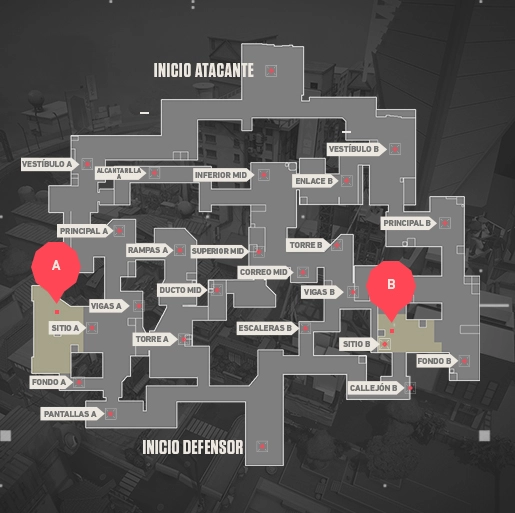 INICIO ATACANTE
VESTÍBULO B
VESTÍBULO A
ALCANTARILLA
A
INFERIOR MID
ENLACE B
PRINCIPAL B
PRINCIPAL A
RAMPAS A
SUPERIOR MID
TORRE B
A
CORREO MID
B
DUCTO MID
VIGAS B
VIGAS A
SITIO A
ESCALERAS B
TORRE A
SITIO B
FONDO B
FONDO A
CALLEJÓN B
PANTALLAS A
INICIO DEFENSOR